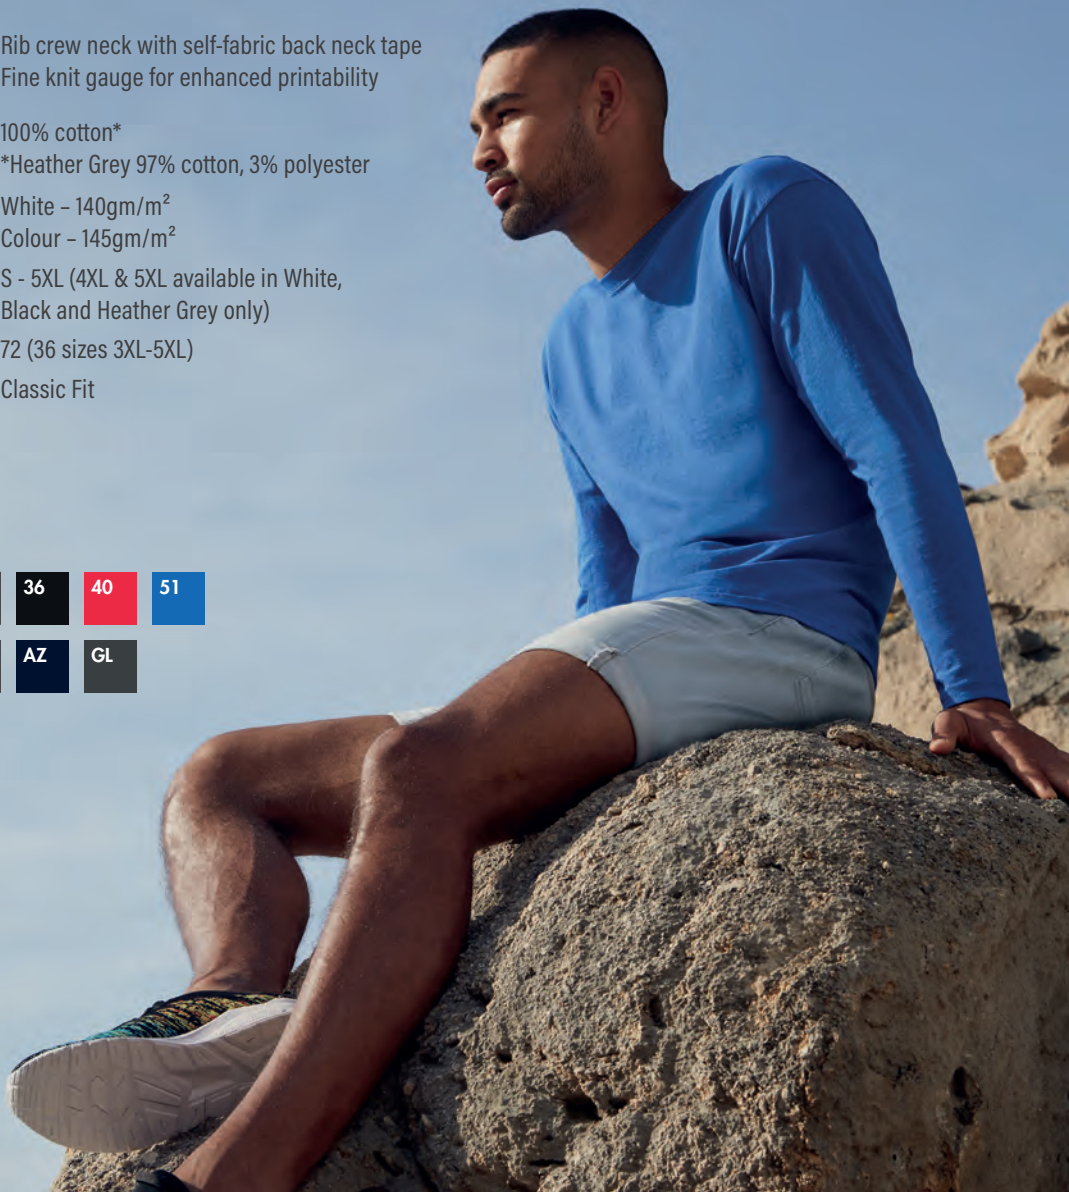 Rib crew neck with self-fabric back neck tape
Fine knit gauge for enhanced printability
100% cotton*
*Heather Grey 97% cotton, 3% polyester
White – 140gm/m²
Colour – 145gm/m²
S - 5XL (4XL & 5XL available in White,
Black and Heather Grey only)
72 (36 sizes 3XL-5XL)
Classic Fit
36 40 51
AZ GL